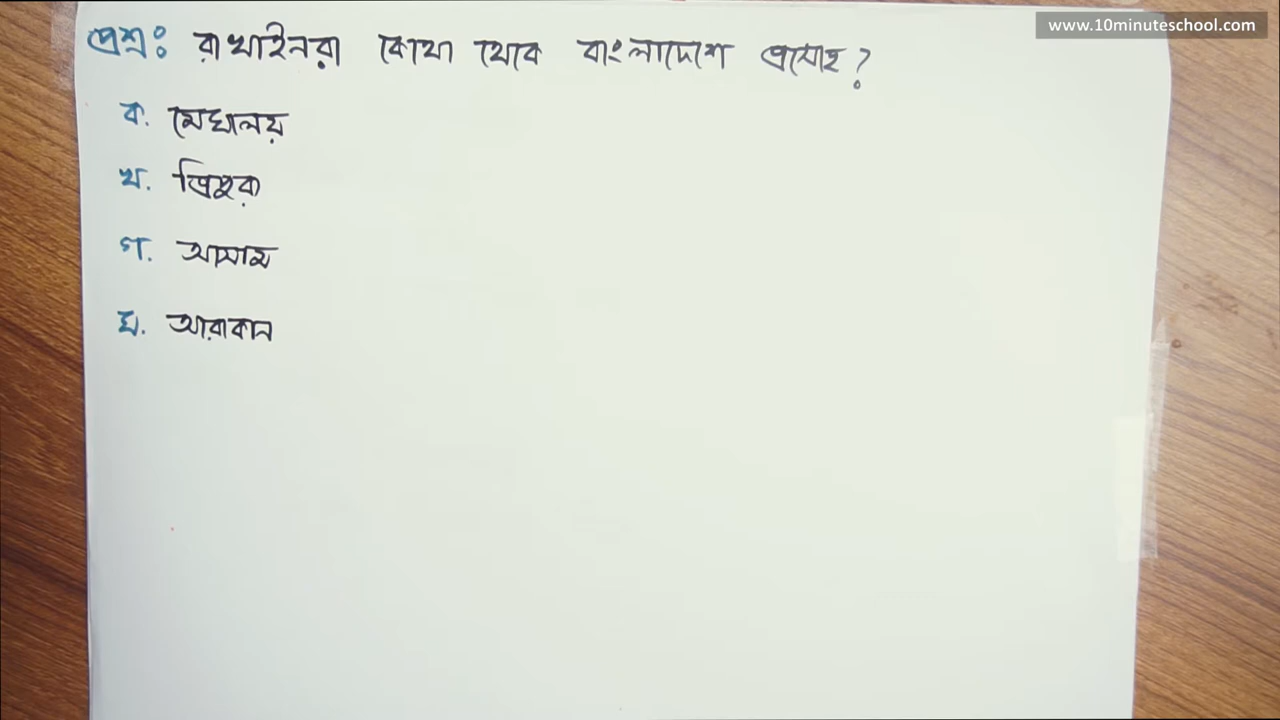 www.10minuteschool.com
প্রশ্ন: রাখাইনরা কোথা থেকে বাংলাদেশে এসেছে?
ক. মেঘালয়
খ. ত্রিপুরা
গ. আসাম
ঘ. আরাকান